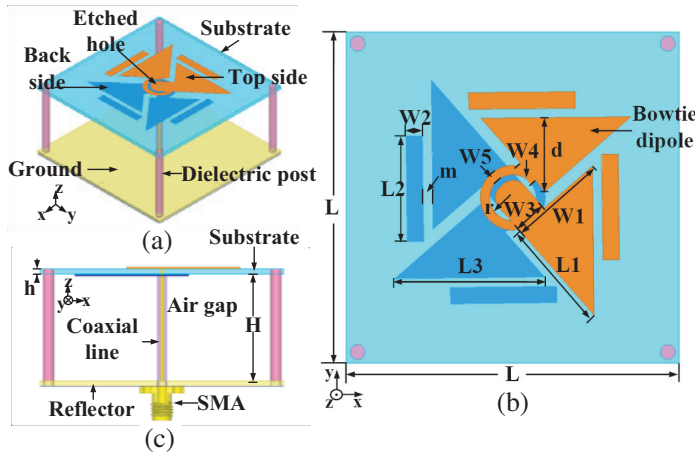 Etched
hole
Substrate
Back
side
Top side
Ground
Dielectric post
z
x
y
(a)
Substrate
h
z
y
x
Air gap
Coaxial
line
H
Reflector
SMA
(c)
W2
Bowtie
dipole
d
W4
W5
m
L2
r
W3
W1
L
L3
L1
y
z
x
L
(b)